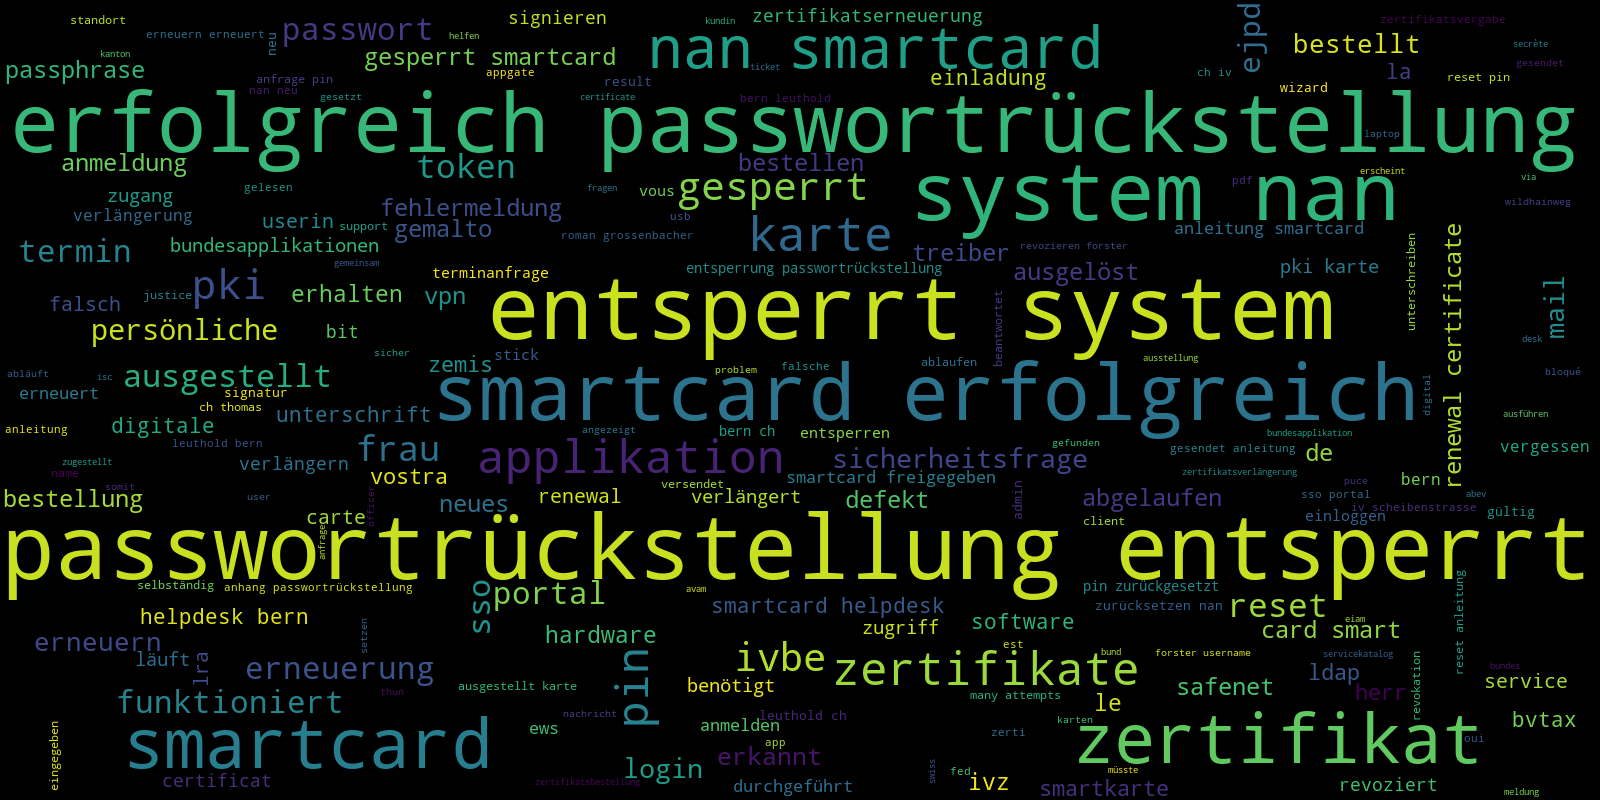 standort
erneuern erneuert
neu
passwort
helfen
signieren
kundin
zertifikatserneuerung
ejpd
zertifikatsvergabe
bestellt
secrète
kanton
passphrase
gesperrt smartcard
appgate
nan smartcard
ticket
einladung
ch iv
la
reset pin
gesendet
anfrage pin
nan neu
gesetzt
result
certificate
bern leuthold
wizard
erfolgreich passwortrückstellung
laptop
anmeldung
token
bestellen
erscheint
via
zugang
gelesen
fragen
vous
gesperrt
system nan
pdf
wildhainweg
verlängerung
userin
support
fehlermeldung
gemalto
usb
roman grossenbacher
karte
treiber
revozieren forster
anleitung smartcard
unterschreiben
renewal certificate
termin
bundesapplikationen
gemeinsam
terminanfrage
entsperrung passwortrückstellung
ausgelöst
pki karte
mail
falsch
justice
pki
erhalten
vpn
entsperrt system
beantwortet
persönliche
bit
desk
sicher
zemis
stick
problem
falsche
ablaufen
ausstellung
abläuft
isc
ausgestellt
bloqué
erneuert
signatur
ch thomas
smartcard erfolgreich
digital
unterschrift
ausführen
anleitung
digitale
leuthold bern
angezeigt
bern ch
entsperren
gefunden
bundesapplikation
gesendet anleitung
de
vergessen
zugestellt
name
verlängern
frau
vostra
applikation
sicherheitsfrage
smartcard freigegeben
zertifikatsverlängerung
puce
bern
somit
user
officer
bestellung
carte
neues
renewal
versendet
verlängert
defekt
admin
abgelaufen
sso portal
iv scheibenstrasse
abev
gültig
anfragen
client
einloggen
passwortrückstellung entsperrt
selbständig
anhang passwortrückstellung
sso
portal
avam
pin zurückgesetzt
reset anleitung
helpdesk bern
smartcard helpdesk
zurücksetzen nan
reset
eiam
setzen
hardware
zugriff
software
card smart
erneuern
läuft
lra
erneuerung
pin
ivbe
est
zertifikate
bund
forster username
servicekatalog
revokation
bundes
ldap
funktioniert
thun
ausgestellt karte
benötigt
many attempts
le
safenet
herr
service
nachricht
leuthold ch
karten
bvtax
eingegeben
smartcard
ews
anmelden
app
zerti
zertifikat
oui
certificat
zertifikatsbestellung
login
erkannt
durchgeführt
swiss
fed
ivz
müsste
smartkarte
revoziert
meldung